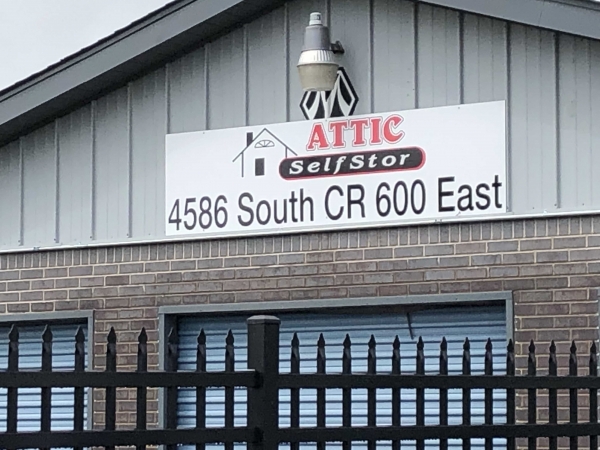 ATTIC
SelfStor
4586 South CR 600 East